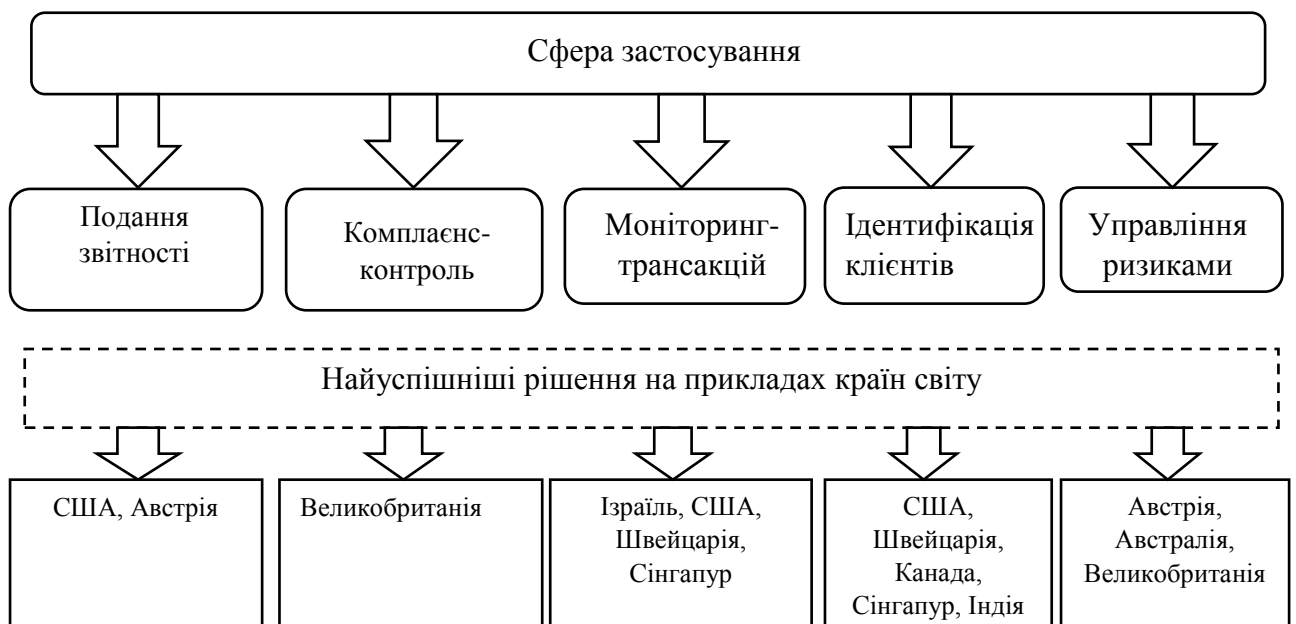 Сфера застосування
Подання
звітності
Комплаєнс-
контроль
Моніторинг-
трансакцій
Ідентифікація
клієнтів
Управління
ризиками
Найуспішніші рішення на прикладах країн світу
США, Австрія
Великобританія
Ізраїль, США,
Швейцарія,
Сінгапур
США,
Швейцарія,
Канада,
Сінгапур, Індія
Австрія,
Австралія,
Великобританія